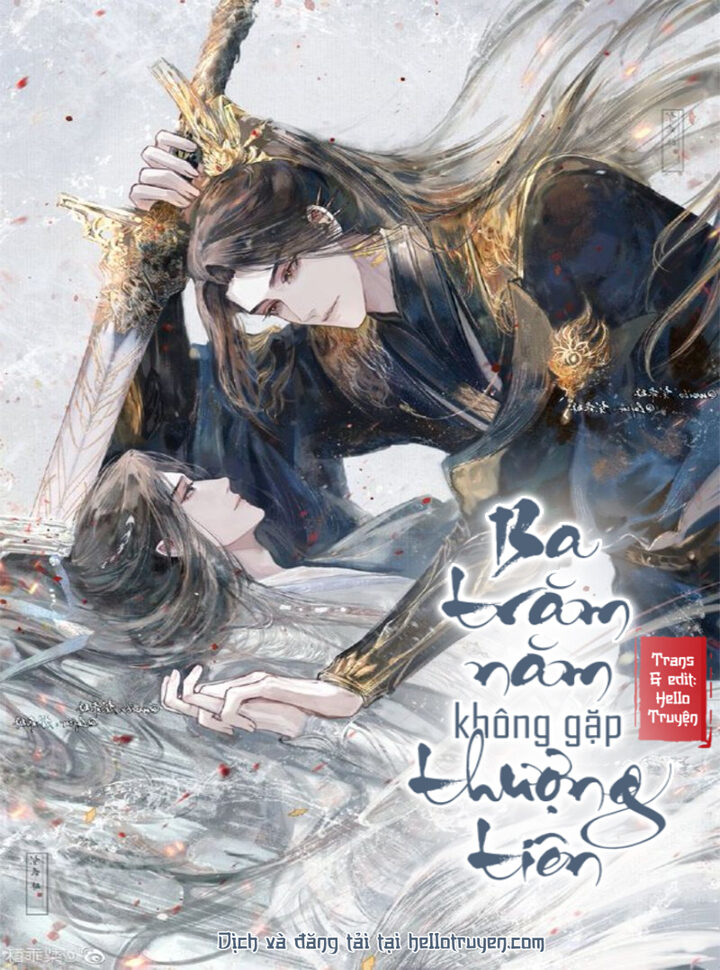 Ba
trăm
năm
không gặp
thượng
tiên
Trans
& edit:
Hello
Truyện
Dịch và đăng tải tại hellotruyen.com